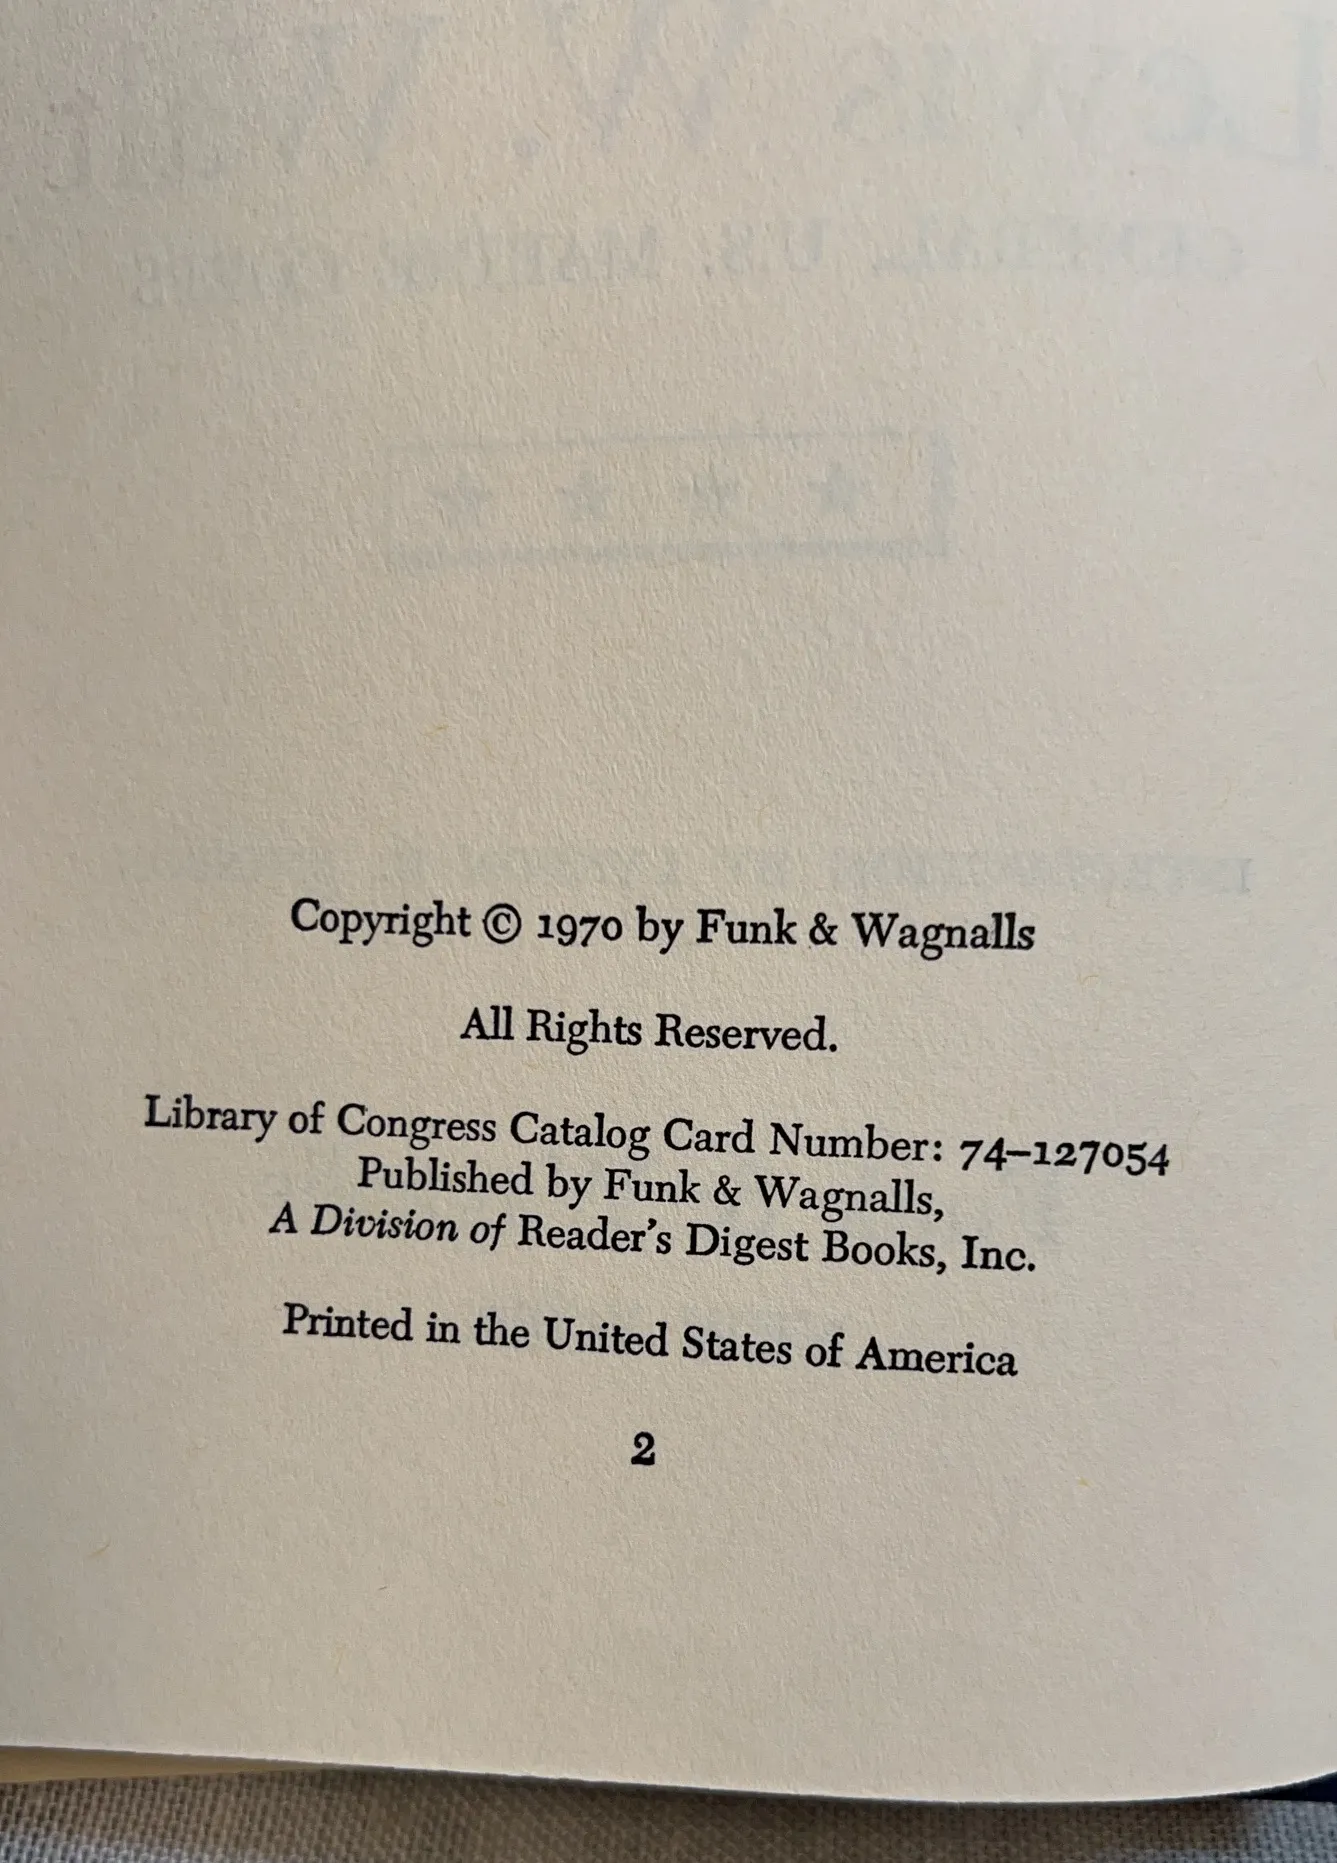 Copyright © 1970 by Funk & Wagnalls
All Rights Reserved.
Library of Congress Catalog Card Number: 74–127054
Published by Funk & Wagnalls,
A Division of Reader's Digest Books, Inc.
Printed in the United States of America
2